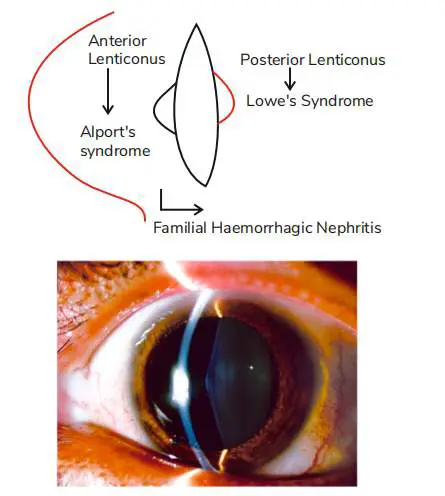 Anterior
Lenticonus
Alport's
syndrome
Posterior Lenticonus
Lowe's Syndrome
Familial Haemorrhagic Nephritis